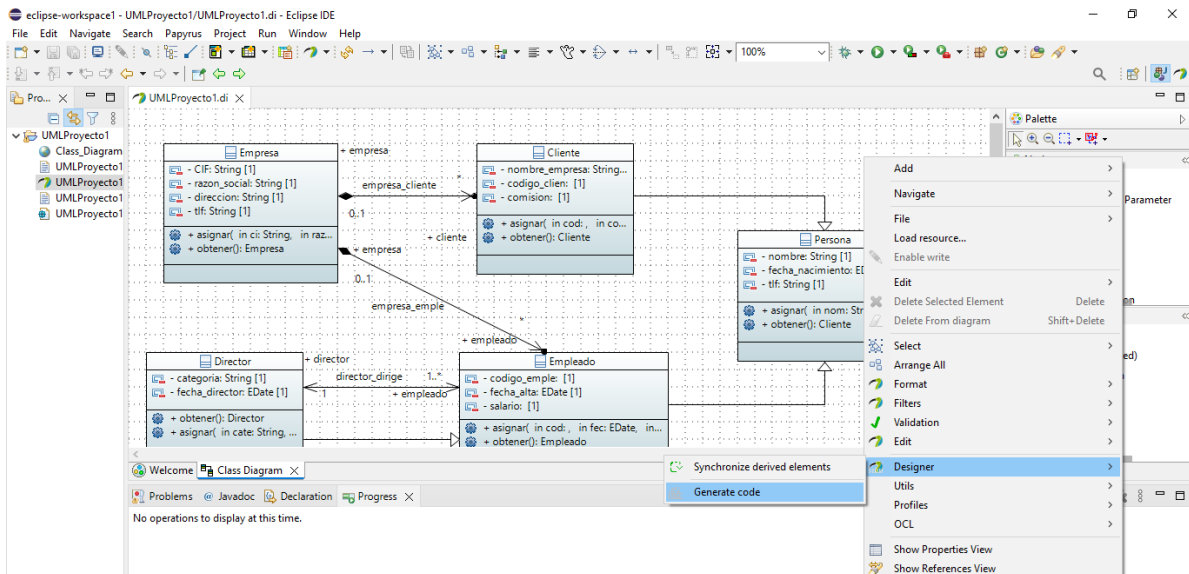 eclipse-workspace1 - UMLProyecto1/UMLProyecto1.di - Eclipse IDE
File Edit Navigate Search Papyrus Project Run Window Help
100%
Pro...
UMLProyecto1
Class_Diagram
UMLProyecto1
UMLProyecto1
UMLProyecto1
UMLProyecto1
UMLProyecto1.di
Empresa
- CIF: String [1]
- razon_social: String [1]
- direccion: String [1]
- tlf: String [1]
+ asignar( in ci: String, in raz...
+ obtener(): Empresa
+ empresa
empresa_cliente
*
0..1
+ cliente
Cliente
- nombre_empresa: String...
- codigo_clien: [1]
- comision: [1]
+ asignar( in cod: , in co...
+ obtener(): Cliente
+ empresa
0..1
empresa_emple
*
+ empleado
Persona
- nombre: String [1]
- fecha_nacimiento: ED
- tlf: String [1]
+ asignar( in nom: Str
+ obtener(): Cliente
Director
- categoria: String [1]
- fecha_director: EDate [1]
+ obtener(): Director
+ asignar( in cate: String, ...
+ director
director_dirige
1..*
1
+ empleado
Empleado
- codigo_emple: [1]
- fecha_alta: EDate [1]
- salario: [1]
+ asignar( in cod: , in fec: EDate, in...
+ obtener(): Empleado
Palette
Parameter
Add
Navigate
File
Load resource...
Enable write
Edit
Delete Selected Element Delete
Delete From diagram Shift+Delete
Select
Arrange All
Format
Filters
Validation
Edit
Designer
Utils
Profiles
OCL
Show Properties View
Show References View
Synchronize derived elements
Generate code
Welcome Class Diagram
Problems Javadoc Declaration Progress
No operations to display at this time.